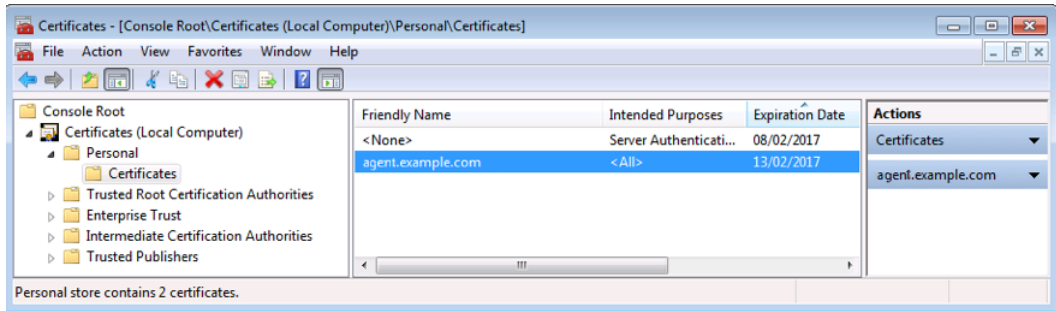 Certificates - [Console Root\Certificates (Local Computer)\Personal\Certificates]
File Action View Favorites Window Help
Console Root
Certificates (Local Computer)
Personal
Certificates
Trusted Root Certification Authorities
Enterprise Trust
Intermediate Certification Authorities
Trusted Publishers
Friendly Name Intended Purposes Expiration Date
<None> Server Authenticati... 08/02/2017
agent.example.com <All> 13/02/2017
Actions
Certificates
agent.example.com
Personal store contains 2 certificates.